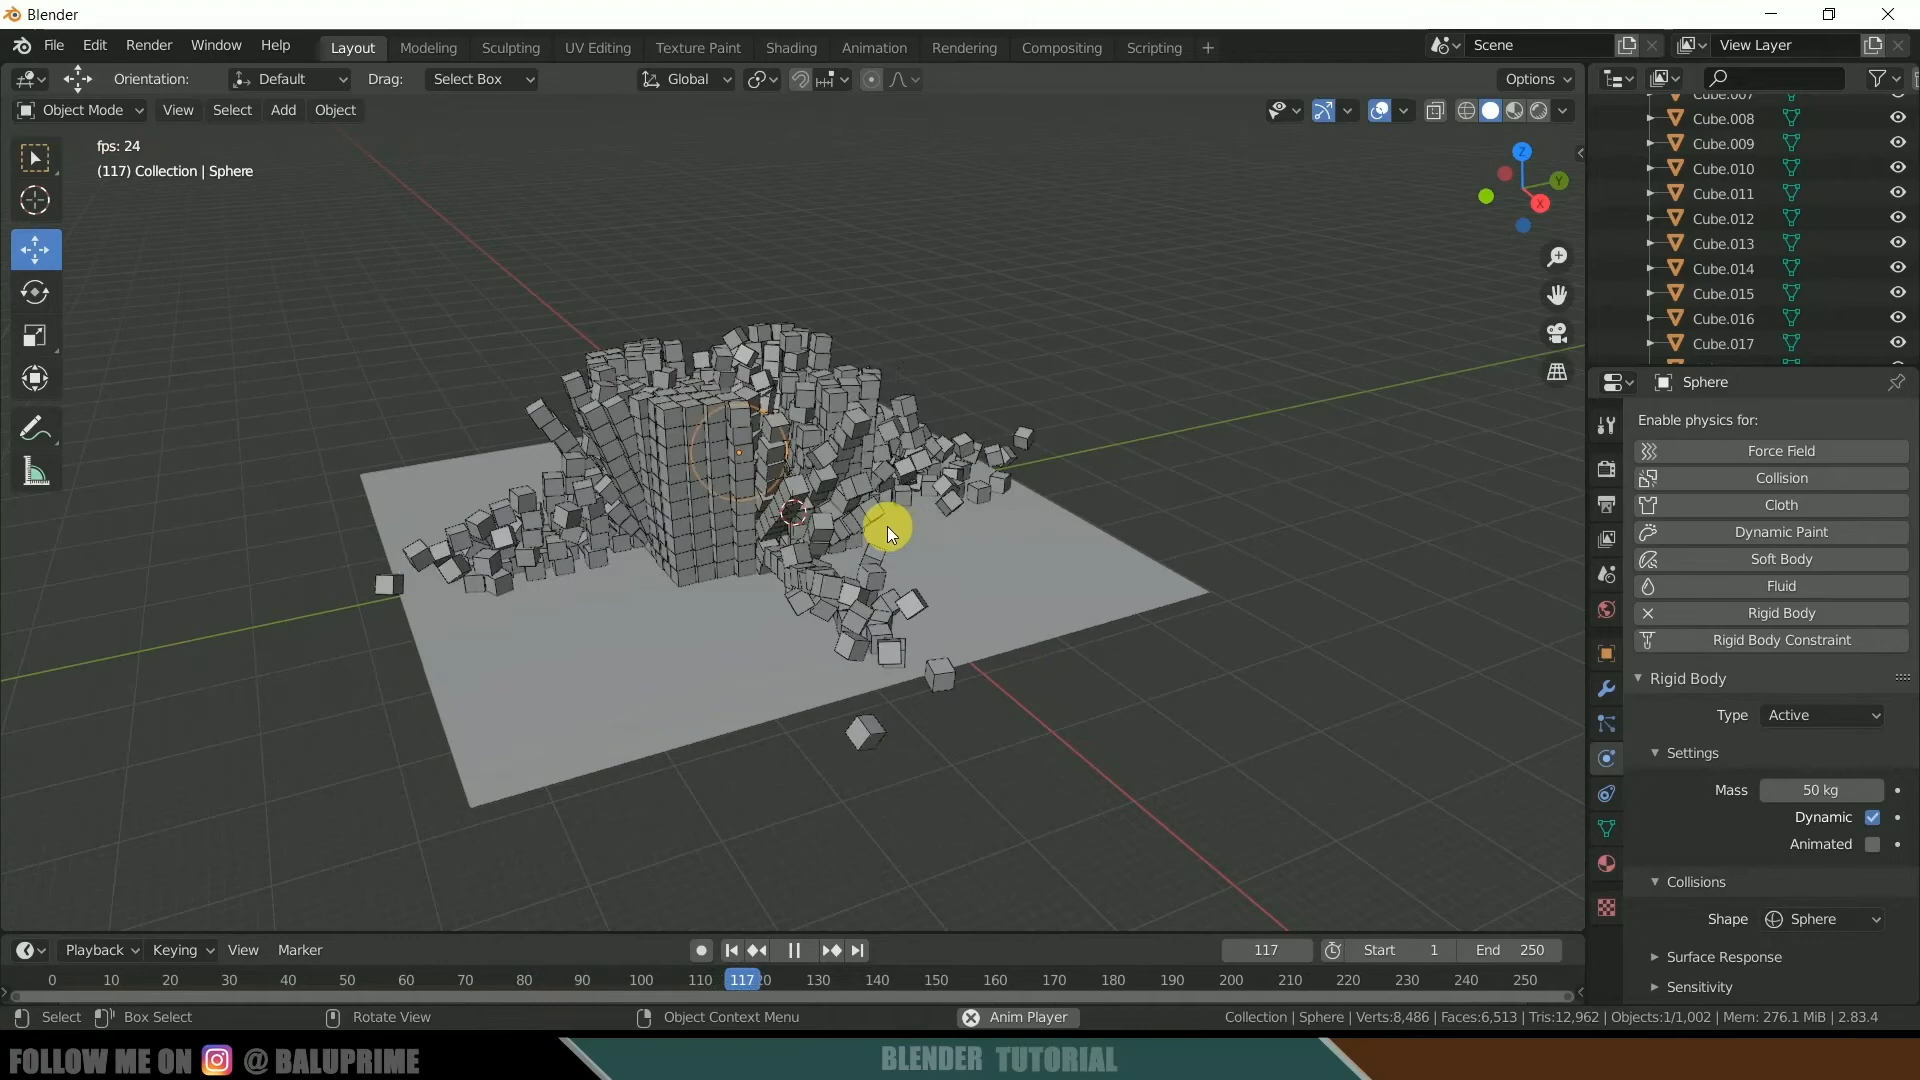 Blender
File Edit Render Window Help Layout Modeling Sculpting UV Editing Texture Paint Shading Animation Rendering Compositing Scripting + Scene View Layer
Orientation: Default Drag: Select Box Global Options
Object Mode View Select Add Object
fps: 24
(117) Collection | Sphere
Z
Y
X
Cube.007
Cube.008
Cube.009
Cube.010
Cube.011
Cube.012
Cube.013
Cube.014
Cube.015
Cube.016
Cube.017
Sphere
Enable physics for:
Force Field
Collision
Cloth
Dynamic Paint
Soft Body
Fluid
Rigid Body
Rigid Body Constraint
Rigid Body
Type Active
Settings
Mass 50 kg
Dynamic
Animated
Collisions
Shape Sphere
Surface Response
Sensitivity
Playback Keying View Marker 117 Start 1 End 250
0 10 20 30 40 50 60 70 80 90 100 110 117 20 130 140 150 160 170 180 190 200 210 220 230 240 250
Select Box Select Rotate View Object Context Menu Anim Player Collection | Sphere | Verts:8,486 | Faces:6,513 | Tris:12,962 | Objects:1/1,002 | Mem: 276.1 MiB | 2.83.4
FOLLOW ME ON @ BALUPRIME BLENDER TUTORIAL